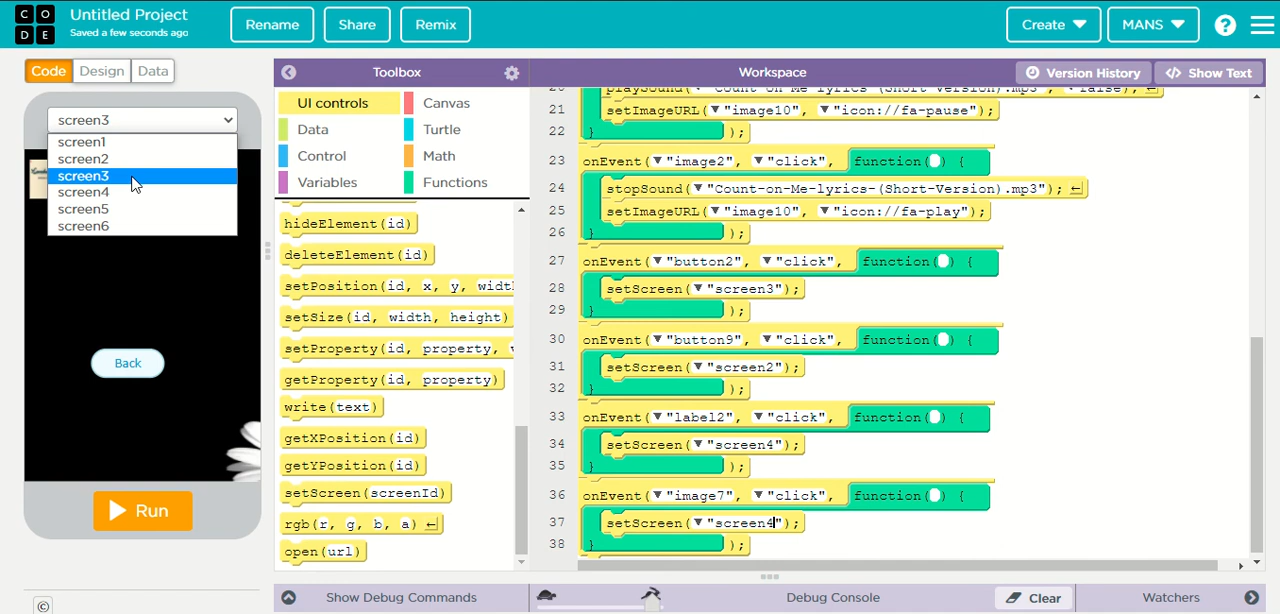 CODE
Untitled Project
Saved a few seconds ago
Rename
Share
Remix
Create
MANS
?
Code
Design
Data
screen3
screen1
screen2
screen3
screen4
screen5
screen6
Back
Run
©
Toolbox
UI controls
Canvas
Data
Turtle
Control
Math
Variables
Functions
hideElement(id)
deleteElement(id)
setPosition(id, x, y, widt
setSize(id, width, height)
setProperty(id, property,
getProperty(id, property)
write(text)
getXPosition(id)
getYPosition(id)
setScreen(screenId)
rgb(r, g, b, a)
open(url)
Workspace
Version History
Show Text
21 setImageURL("image10", "icon://fa-pause");
22 });
23 onEvent("image2", "click", function() {
24 stopSound("Count-on-Me-lyrics-(Short-Version).mp3");
25 setImageURL("image10", "icon://fa-play");
26 });
27 onEvent("button2", "click", function() {
28 setScreen("screen3");
29 });
30 onEvent("button9", "click", function() {
31 setScreen("screen2");
32 });
33 onEvent("label2", "click", function() {
34 setScreen("screen4");
35 });
36 onEvent("image7", "click", function() {
37 setScreen("screen4");
38 });
Show Debug Commands
Debug Console
Clear
Watchers